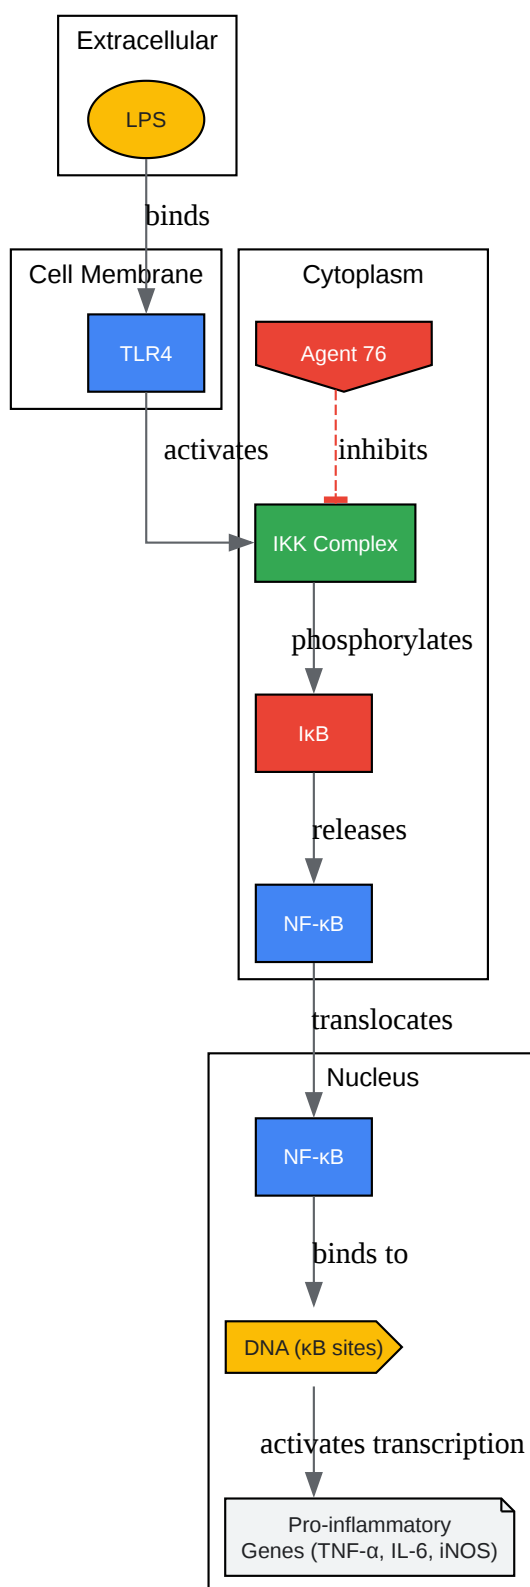 Extracellular
LPS
binds
Cell Membrane
Cytoplasm
TLR4
Agent 76
activates
inhibits
IKK Complex
phosphorylates
IκB
releases
NF-κB
translocates
Nucleus
NF-κB
binds to
DNA (κB sites)
activates transcription
Pro-inflammatory
Genes (TNF-α, IL-6, iNOS)